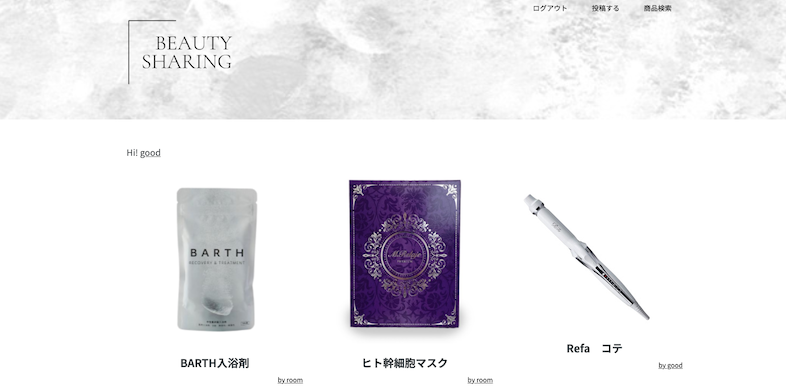 ログアウト 投稿する 商品検索
BEAUTY
SHARING
Hi! good
BARTH
RECOVERY & TREATMENT
BARTH入浴剤
ヒト幹細胞マスク
Refa　コテ
by room
by room
by good